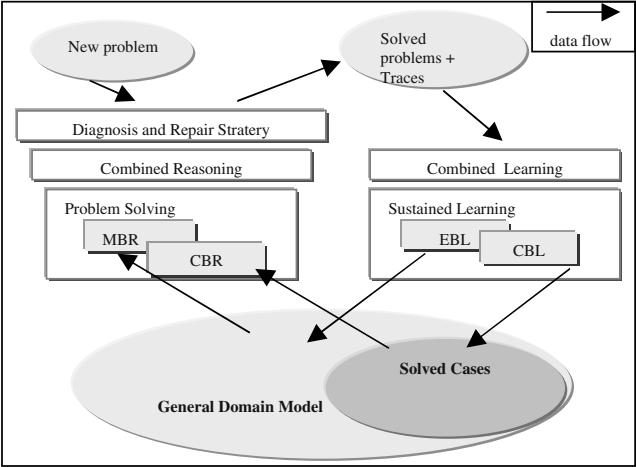 New problem
Solved
problems +
Traces
data flow
Diagnosis and Repair Stratery
Combined Reasoning
Combined Learning
Problem Solving
MBR
CBR
Sustained Learning
EBL
CBL
Solved Cases
General Domain Model